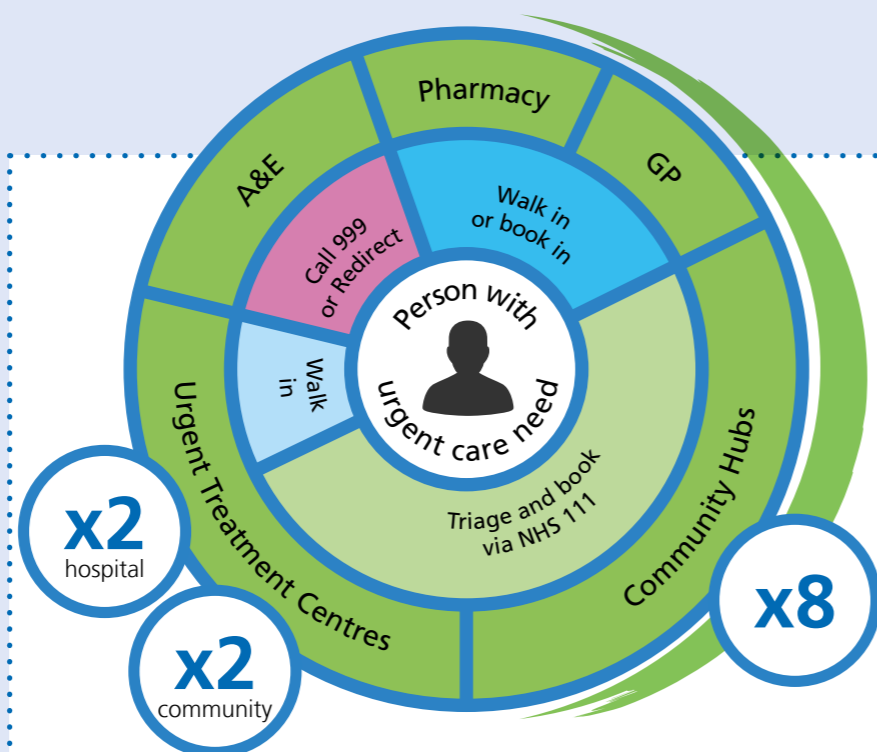 Pharmacy
GP
A&E
Walk in
or book in
Call 999
or Redirect
Person with
urgent care need
Walk
in
Triage and book
via NHS 111
Urgent Treatment Centres
Community Hubs
x2
hospital
x2
community
x8